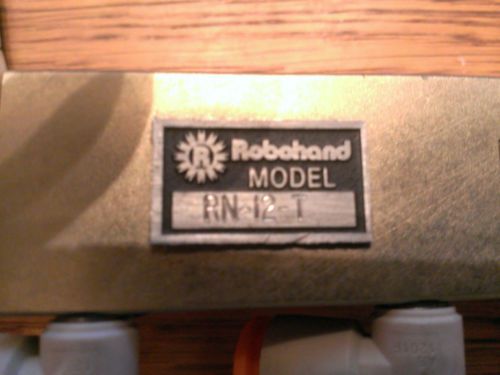 R Robohand
MODEL
RN-12-T